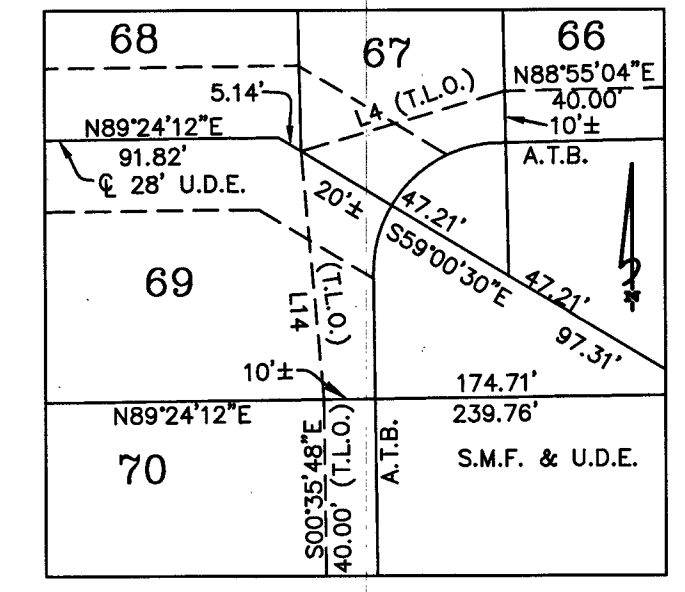 68
67
66
N88°55'04"E
40.00'
10'±
A.T.B.
5.14'
L4 (T.L.O.)
N89°24'12"E
91.82'
℄ 28' U.D.E.
20'±
47.21'
S59°00'30"E
47.21'
97.31'
69
L14
(T.L.O.)
10'±
174.71'
N89°24'12"E
239.76'
70
S00°35'48"E
40.00' (T.L.O.)
A.T.B.
S.M.F. & U.D.E.